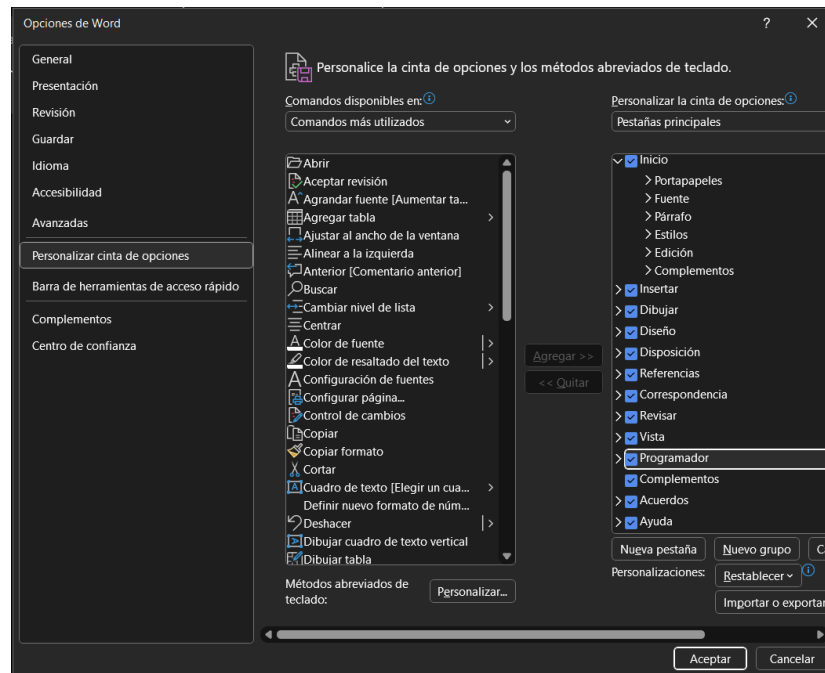 Opciones de Word
General
Presentación
Revisión
Guardar
Idioma
Accesibilidad
Avanzadas
Personalizar cinta de opciones
Barra de herramientas de acceso rápido
Complementos
Centro de confianza
Personalice la cinta de opciones y los métodos abreviados de teclado.
Comandos disponibles en:
Comandos más utilizados
Abrir
Aceptar revisión
Agrandar fuente [Aumentar ta...
Agregar tabla
Ajustar al ancho de la ventana
Alinear a la izquierda
Anterior [Comentario anterior]
Buscar
Cambiar nivel de lista
Centrar
Color de fuente
Color de resaltado del texto
Configuración de fuentes
Configurar página...
Control de cambios
Copiar
Copiar formato
Cortar
Cuadro de texto [Elegir un cua...
Definir nuevo formato de núm...
Deshacer
Dibujar cuadro de texto vertical
Dibujar tabla
Métodos abreviados de
teclado:
Personalizar...
Agregar >>
<< Quitar
Personalizar la cinta de opciones:
Pestañas principales
Inicio
Portapapeles
Fuente
Párrafo
Estilos
Edición
Complementos
Insertar
Dibujar
Diseño
Disposición
Referencias
Correspondencia
Revisar
Vista
Programador
Complementos
Acuerdos
Ayuda
Nueva pestaña
Nuevo grupo
C
Personalizaciones:
Restablecer
Importar o exportar
Aceptar
Cancelar